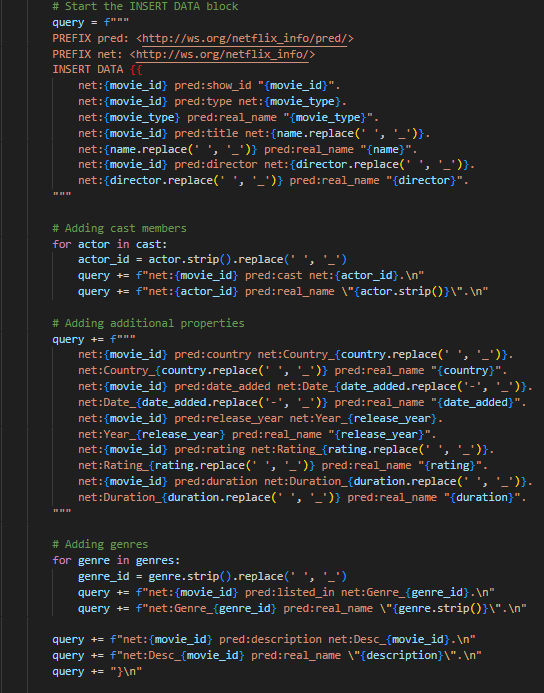 # Start the INSERT DATA block
query = f"""
PREFIX pred: <http://ws.org/netflix_info/pred/>
PREFIX net: <http://ws.org/netflix_info/>
INSERT DATA {{
    net:{movie_id} pred:show_id "{movie_id}".
    net:{movie_id} pred:type net:{movie_type}.
    net:{movie_type} pred:real_name "{movie_type}".
    net:{movie_id} pred:title net:{name.replace(' ', '_')}.
    net:{name.replace(' ', '_')} pred:real_name "{name}".
    net:{movie_id} pred:director net:{director.replace(' ', '_')}.
    net:{director.replace(' ', '_')} pred:real_name "{director}".
"""

# Adding cast members
for actor in cast:
    actor_id = actor.strip().replace(' ', '_')
    query += f"net:{movie_id} pred:cast net:{actor_id}.\n"
    query += f"net:{actor_id} pred:real_name \"{actor.strip()}\".\n"

# Adding additional properties
query += f"""
    net:{movie_id} pred:country net:Country_{country.replace(' ', '_')}.
    net:Country_{country.replace(' ', '_')} pred:real_name "{country}".
    net:{movie_id} pred:date_added net:Date_{date_added.replace('-', '_')}.
    net:Date_{date_added.replace('-', '_')} pred:real_name "{date_added}".
    net:{movie_id} pred:release_year net:Year_{release_year}.
    net:Year_{release_year} pred:real_name "{release_year}".
    net:{movie_id} pred:rating net:Rating_{rating.replace(' ', '_')}.
    net:Rating_{rating.replace(' ', '_')} pred:real_name "{rating}".
    net:{movie_id} pred:duration net:Duration_{duration.replace(' ', '_')}.
    net:Duration_{duration.replace(' ', '_')} pred:real_name "{duration}".
"""

# Adding genres
for genre in genres:
    genre_id = genre.strip().replace(' ', '_')
    query += f"net:{movie_id} pred:listed_in net:Genre_{genre_id}.\n"
    query += f"net:Genre_{genre_id} pred:real_name \"{genre.strip()}\".\n"

query += f"net:{movie_id} pred:description net:Desc_{movie_id}.\n"
query += f"net:Desc_{movie_id} pred:real_name \"{description}\".\n"
query += "}\n"